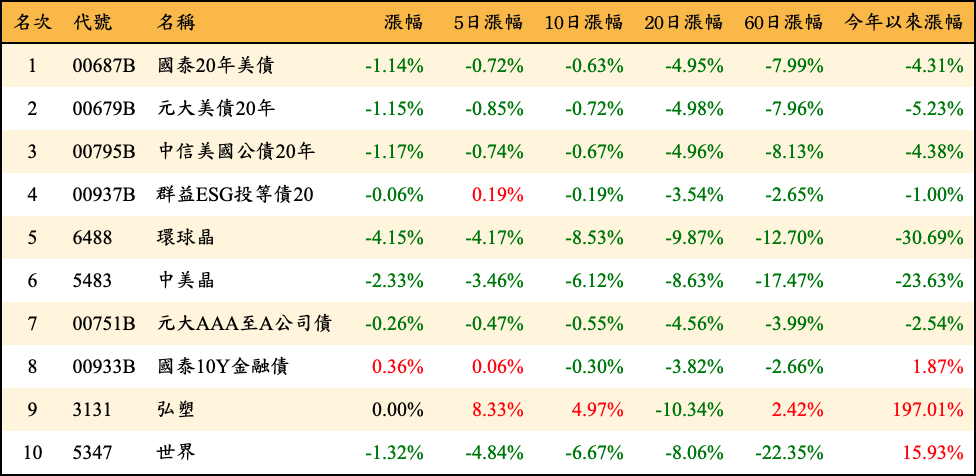 名次 代號 名稱 漲幅 5日漲幅 10日漲幅 20日漲幅 60日漲幅 今年以來漲幅
1 00687B 國泰20年美債 -1.14% -0.72% -0.63% -4.95% -7.99% -4.31%
2 00679B 元大美債20年 -1.15% -0.85% -0.72% -4.98% -7.96% -5.23%
3 00795B 中信美國公債20年 -1.17% -0.74% -0.67% -4.96% -8.13% -4.38%
4 00937B 群益ESG投等債20 -0.06% 0.19% -0.19% -3.54% -2.65% -1.00%
5 6488 環球晶 -4.15% -4.17% -8.53% -9.87% -12.70% -30.69%
6 5483 中美晶 -2.33% -3.46% -6.12% -8.63% -17.47% -23.63%
7 00751B 元大AAA至A公司債 -0.26% -0.47% -0.55% -4.56% -3.99% -2.54%
8 00933B 國泰10Y金融債 0.36% 0.06% -0.30% -3.82% -2.66% 1.87%
9 3131 弘塑 0.00% 8.33% 4.97% -10.34% 2.42% 197.01%
10 5347 世界 -1.32% -4.84% -6.67% -8.06% -22.35% 15.93%